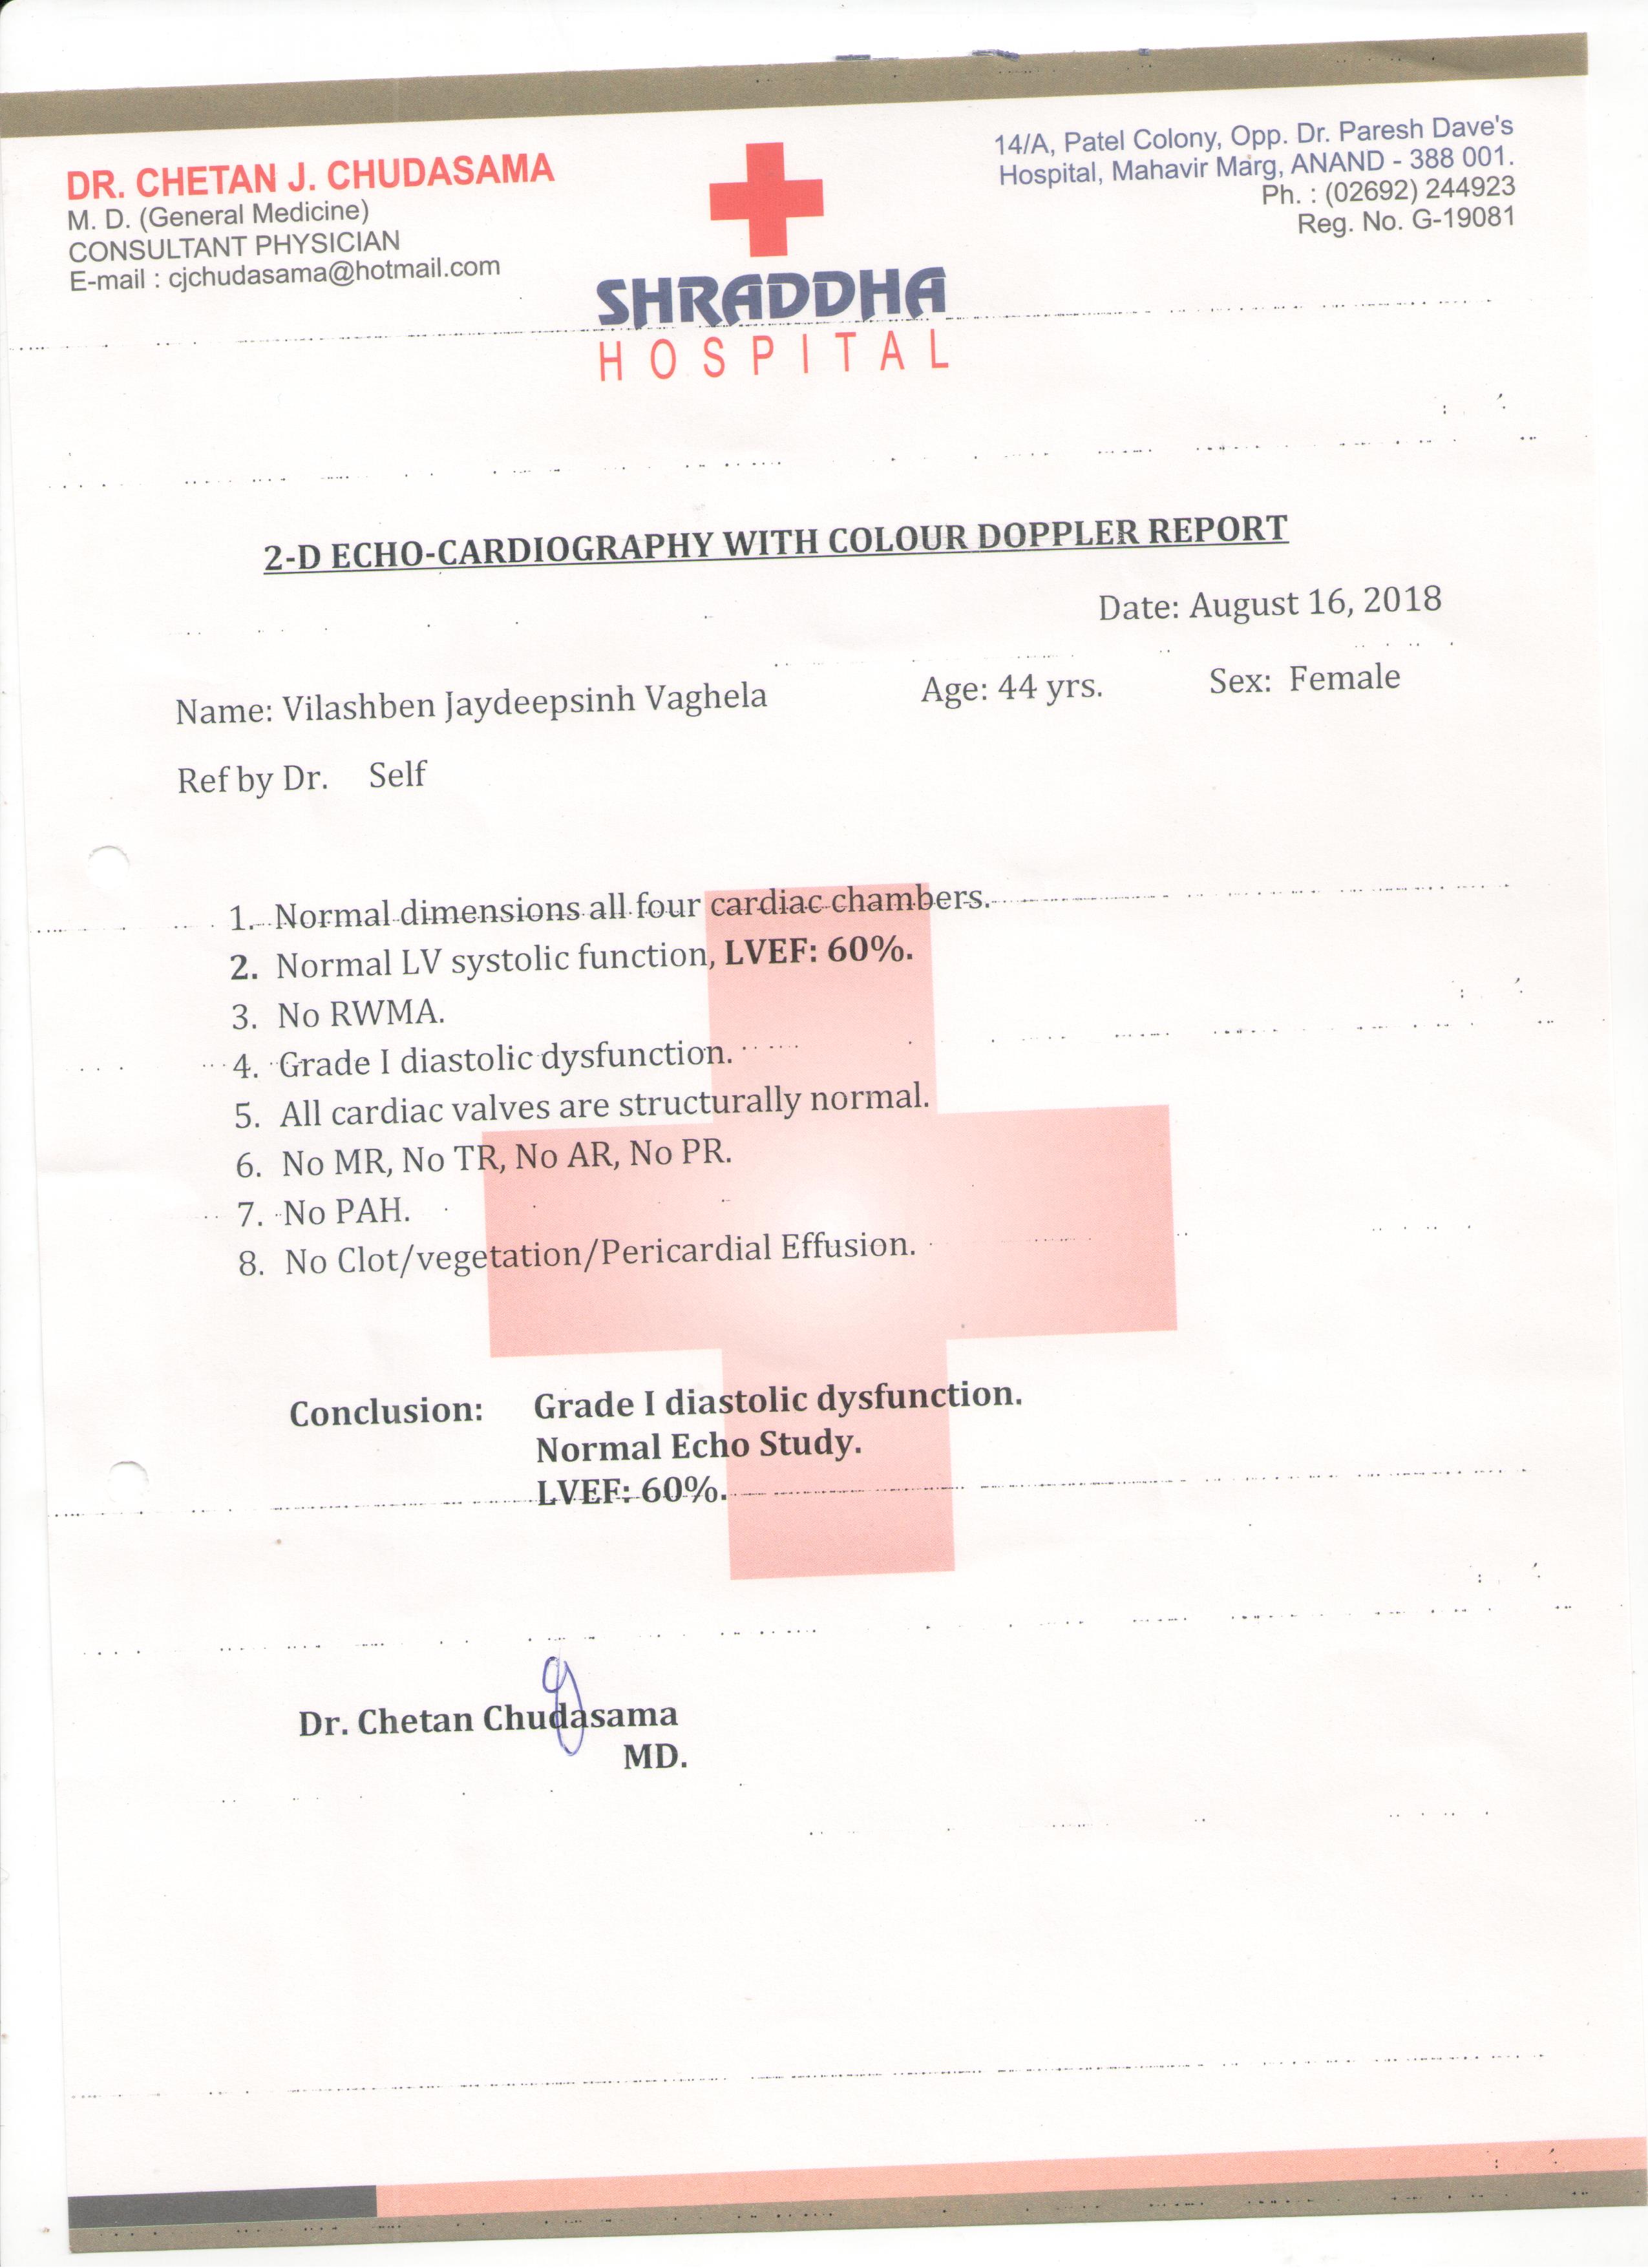 DR. CHETAN J. CHUDASAMA
M. D. (General Medicine)
CONSULTANT PHYSICIAN
E-mail : cjchudasama@hotmail.com
SHRADDHA
HOSPITAL
14/A, Patel Colony, Opp. Dr. Paresh Dave's
Hospital, Mahavir Marg, ANAND - 388 001.
Ph. : (02692) 244923
Reg. No. G-19081
2-D ECHO-CARDIOGRAPHY WITH COLOUR DOPPLER REPORT
Date: August 16, 2018
Name: Vilashben Jaydeepsinh Vaghela Age: 44 yrs. Sex: Female
Ref by Dr. Self
1. Normal dimensions all four cardiac chambers.
2. Normal LV systolic function, LVEF: 60%.
3. No RWMA.
4. Grade I diastolic dysfunction.
5. All cardiac valves are structurally normal.
6. No MR, No TR, No AR, No PR.
7. No PAH.
8. No Clot/vegetation/Pericardial Effusion.
Conclusion: Grade I diastolic dysfunction.
Normal Echo Study.
LVEF: 60%.
Dr. Chetan Chudasama
MD.